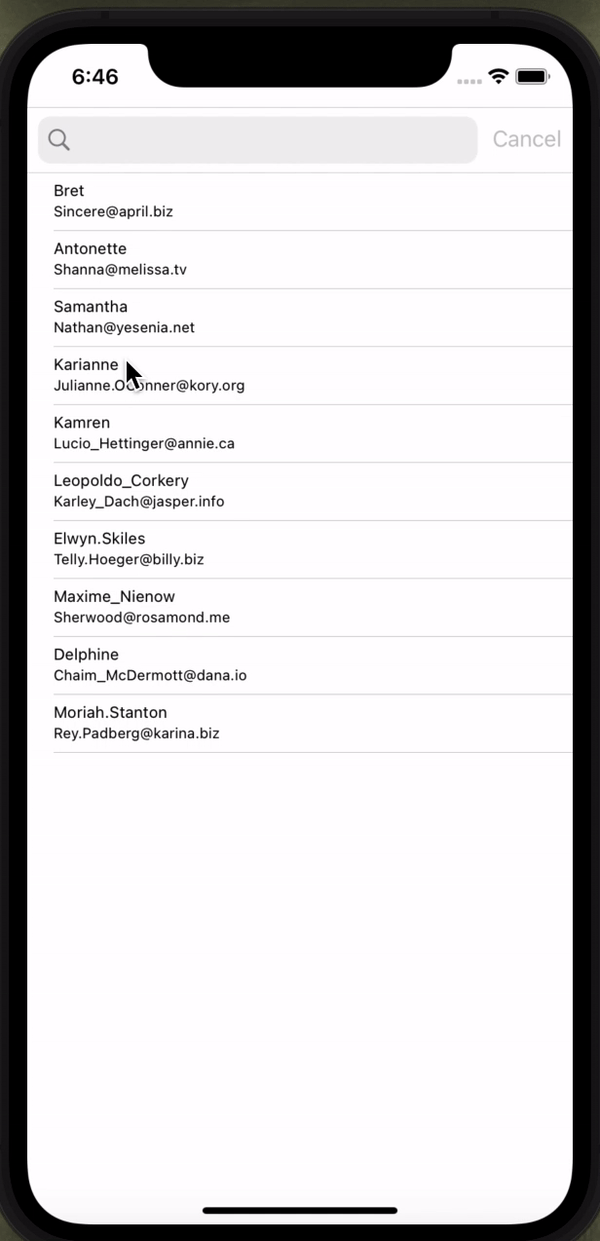 6:46
Cancel
Bret
Sincere@april.biz
Antonette
Shanna@melissa.tv
Samantha
Nathan@yesenia.net
Karianne
Julianne.OConner@kory.org
Kamren
Lucio_Hettinger@annie.ca
Leopoldo_Corkery
Karley_Dach@jasper.info
Elwyn.Skiles
Telly.Hoeger@billy.biz
Maxime_Nienow
Sherwood@rosamond.me
Delphine
Chaim_McDermott@dana.io
Moriah.Stanton
Rey.Padberg@karina.biz